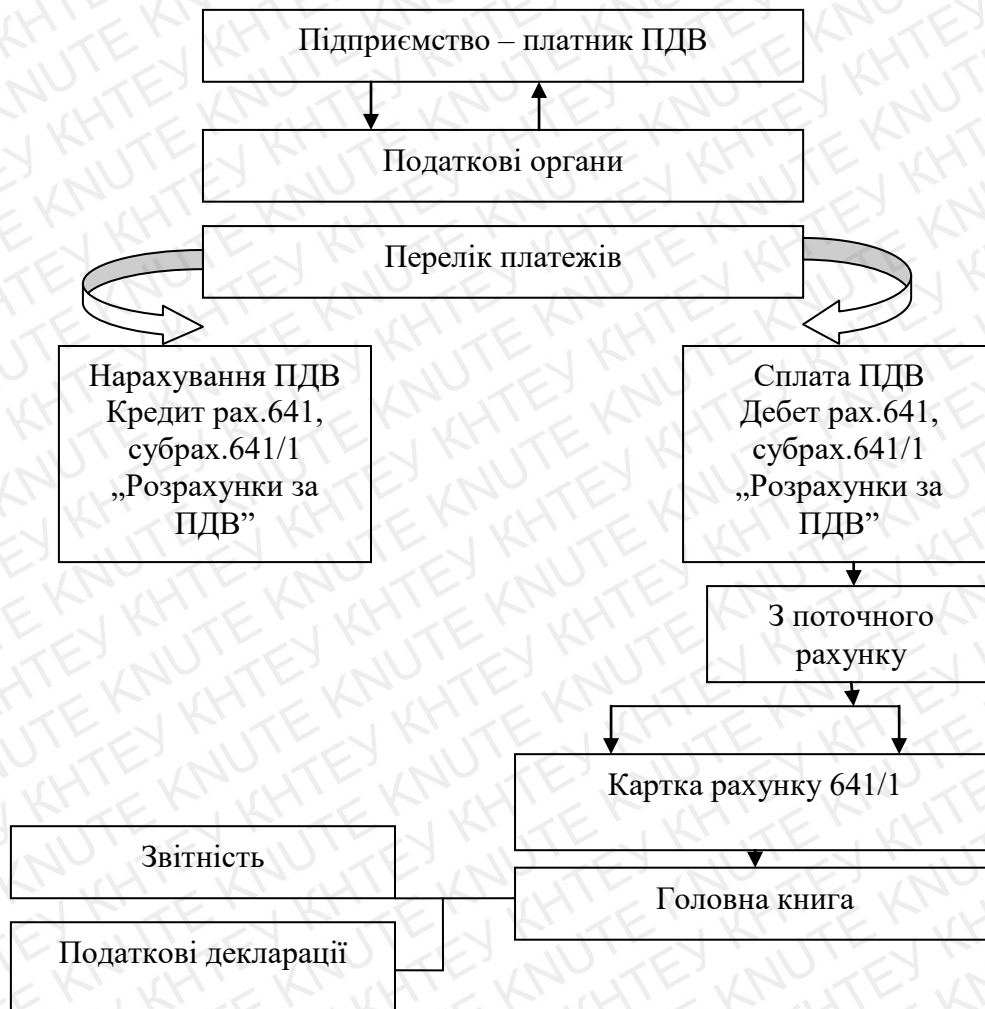 Підприємство – платник ПДВ
Податкові органи
Перелік платежів
Нарахування ПДВ
Кредит рах.641,
субрах.641/1
„Розрахунки за
ПДВ”
Сплата ПДВ
Дебет рах.641,
субрах.641/1
„Розрахунки за
ПДВ”
З поточного
рахунку
Картка рахунку 641/1
Звітність
Головна книга
Податкові декларації